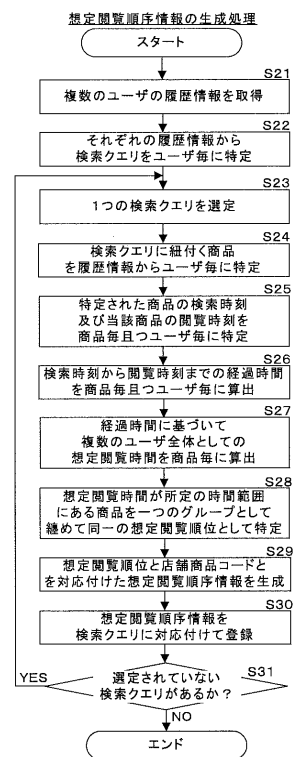 想定閲覧順序情報の生成処理
スタート
S21
複数のユーザの履歴情報を取得
S22
それぞれの履歴情報から
検索クエリをユーザ毎に特定
S23
1つの検索クエリを選定
S24
検索クエリに紐付く商品
を履歴情報からユーザ毎に特定
S25
特定された商品の検索時刻
及び当該商品の閲覧時刻を
商品毎且つユーザ毎に特定
S26
検索時刻から閲覧時刻までの経過時間
を商品毎且つユーザ毎に算出
S27
経過時間に基づいて
複数のユーザ全体としての
想定閲覧時間を商品毎に算出
S28
想定閲覧時間が所定の時間範囲
にある商品を一つのグループとして
纏めて同一の想定閲覧順位として特定
S29
想定閲覧順位と店舗商品コードと
を対応付けた想定閲覧順序情報を生成
S30
想定閲覧順序情報を
検索クエリに対応付けて登録
S31
YES
選定されていない
検索クエリがあるか?
NO
エンド